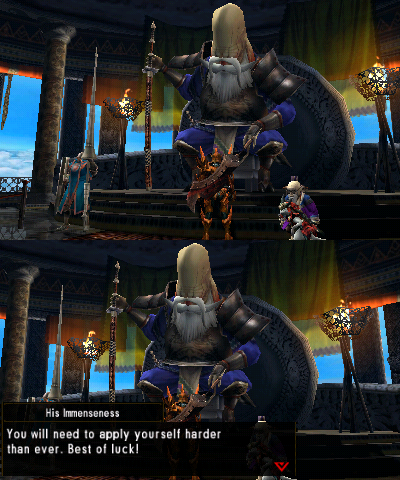 His Immenseness
You will need to apply yourself harder
than ever. Best of luck!